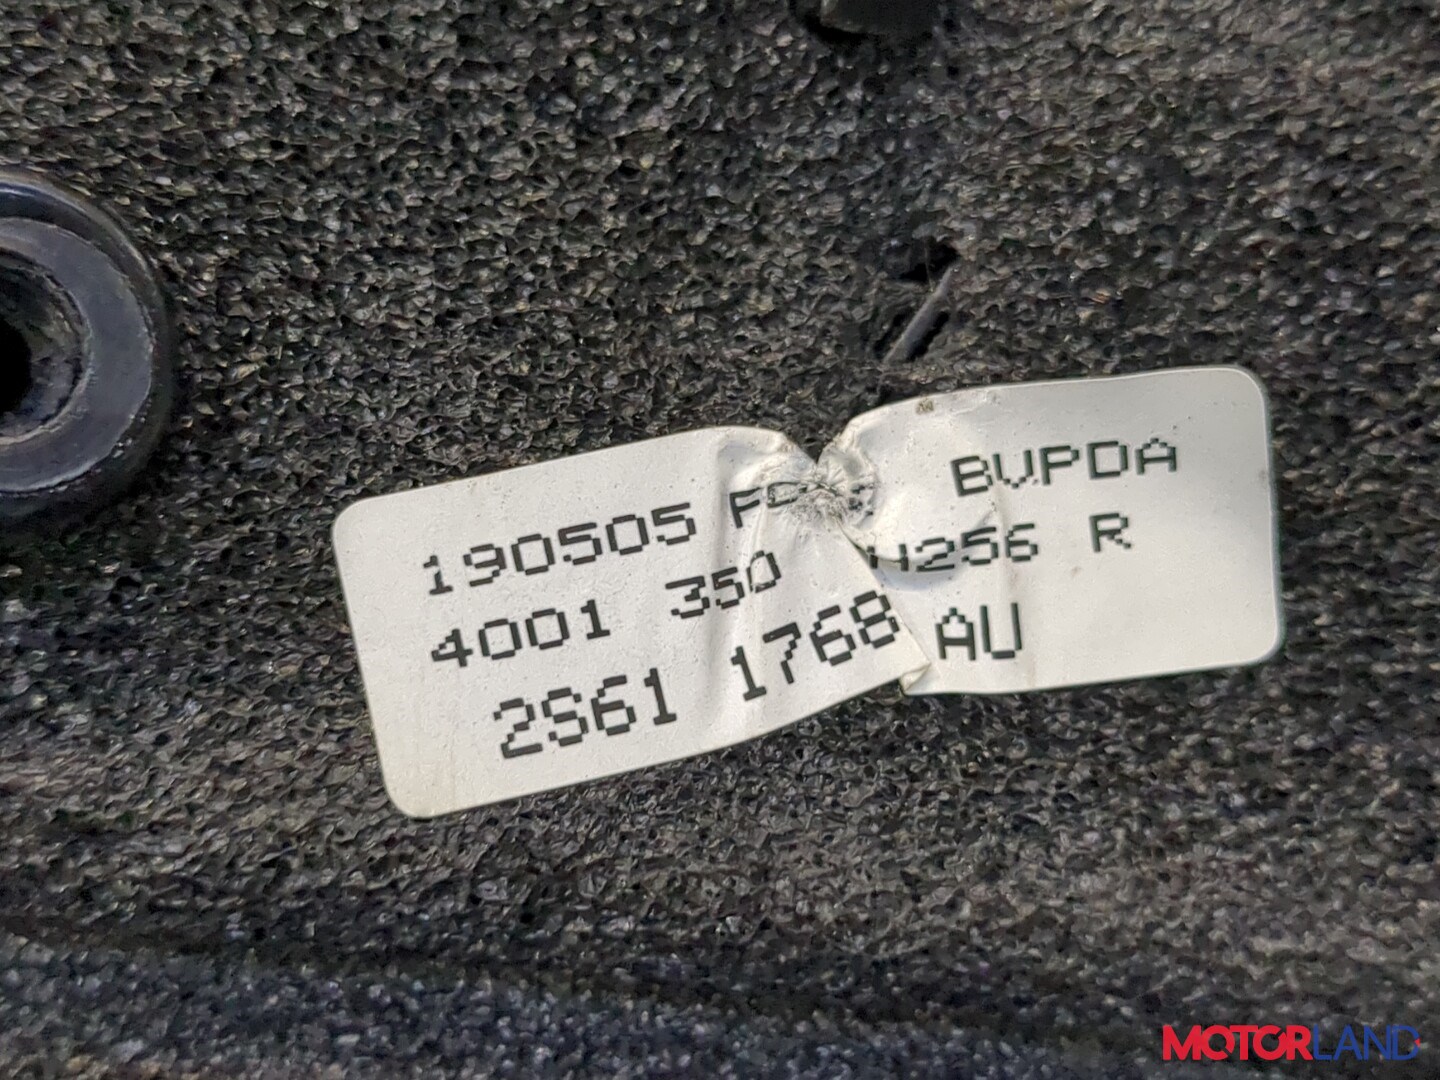 190505 BVPDA
4001 350 H256 R
2S61 1768 AU
MOTORLAND